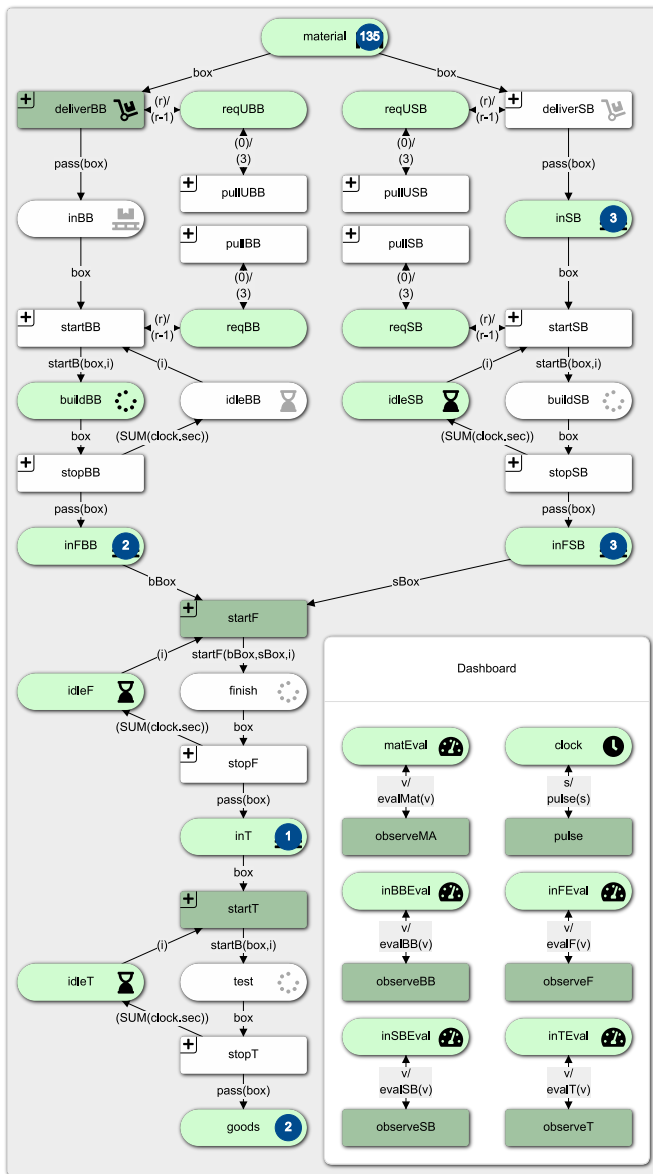 material 135
box box
deliverBB (r)/ reqUBB reqUSB (r)/ deliverSB
(r-1) (r-1)
(0)/ (0)/
pass(box) (3) (3) pass(box)
pullUBB pullUSB
inBB pullBB pullSB inSB 3
box (0)/ (0)/ box
(3) (3)
startBB (r)/ reqBB reqSB (r)/ startSB
(r-1) (r-1)
startB(box,i) (i) (i) startB(box,i)
buildBB idleBB idleSB buildSB
box (SUM(clock.sec)) (SUM(clock.sec)) box
stopBB stopSB
pass(box) pass(box)
inFBB 2 inFSB 3
bBox sBox
startF
(i) startF(bBox,sBox,i)
Dashboard
idleF finish
(SUM(clock.sec)) box
stopF matEval clock
pass(box) v/ s/
evalMat(v) pulse(s)
inT 1 observeMA pulse
box
inBBEval inFEval
startT
(i) startB(box,i) v/ v/
evalBB(v) evalF(v)
idleT test observeBB observeF
(SUM(clock.sec)) box
stopT inSBEval inTEval
pass(box) v/ v/
evalSB(v) evalT(v)
goods 2 observeSB observeT